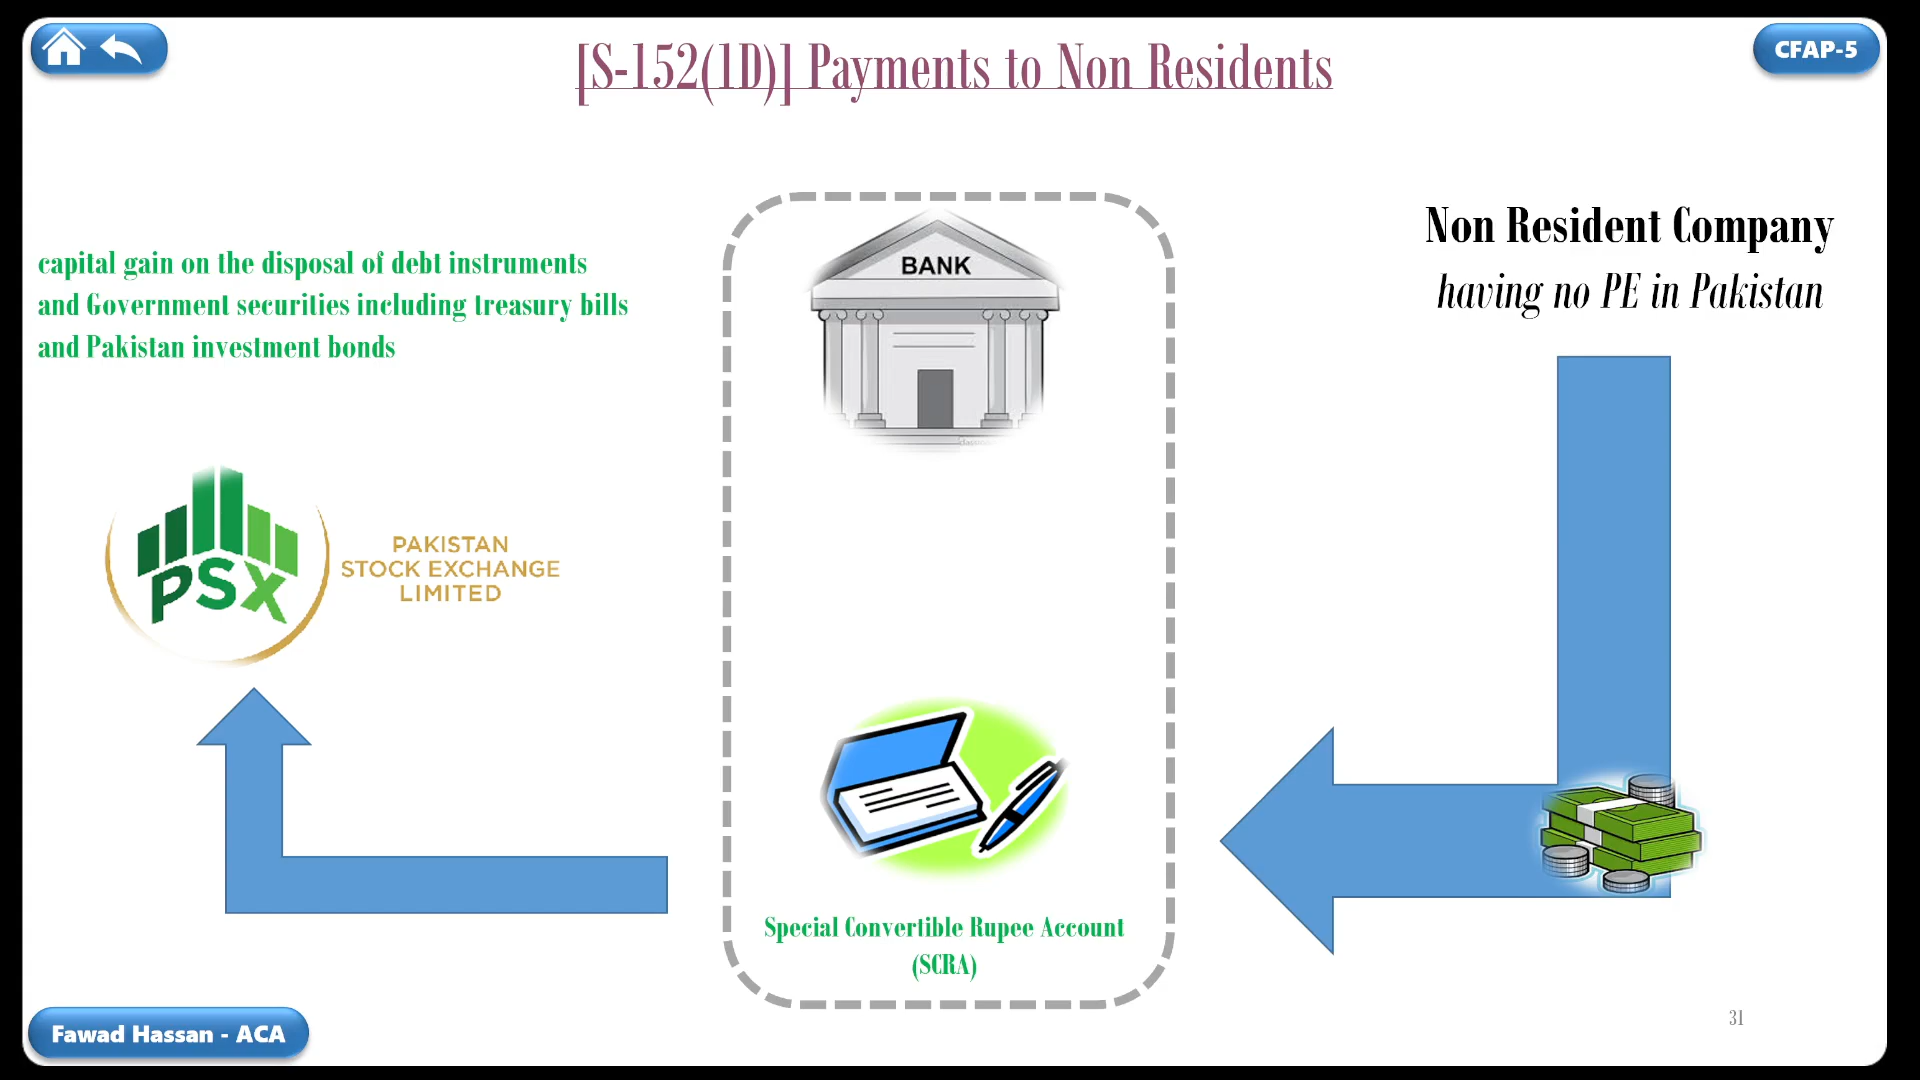 [S-152(1D)] Payments to Non Residents
CFAP-5
capital gain on the disposal of debt instruments
and Government securities including treasury bills
and Pakistan investment bonds
BANK
Non Resident Company
having no PE in Pakistan
PSX
PAKISTAN
STOCK EXCHANGE
LIMITED
Special Convertible Rupee Account
(SCRA)
Fawad Hassan - ACA
31